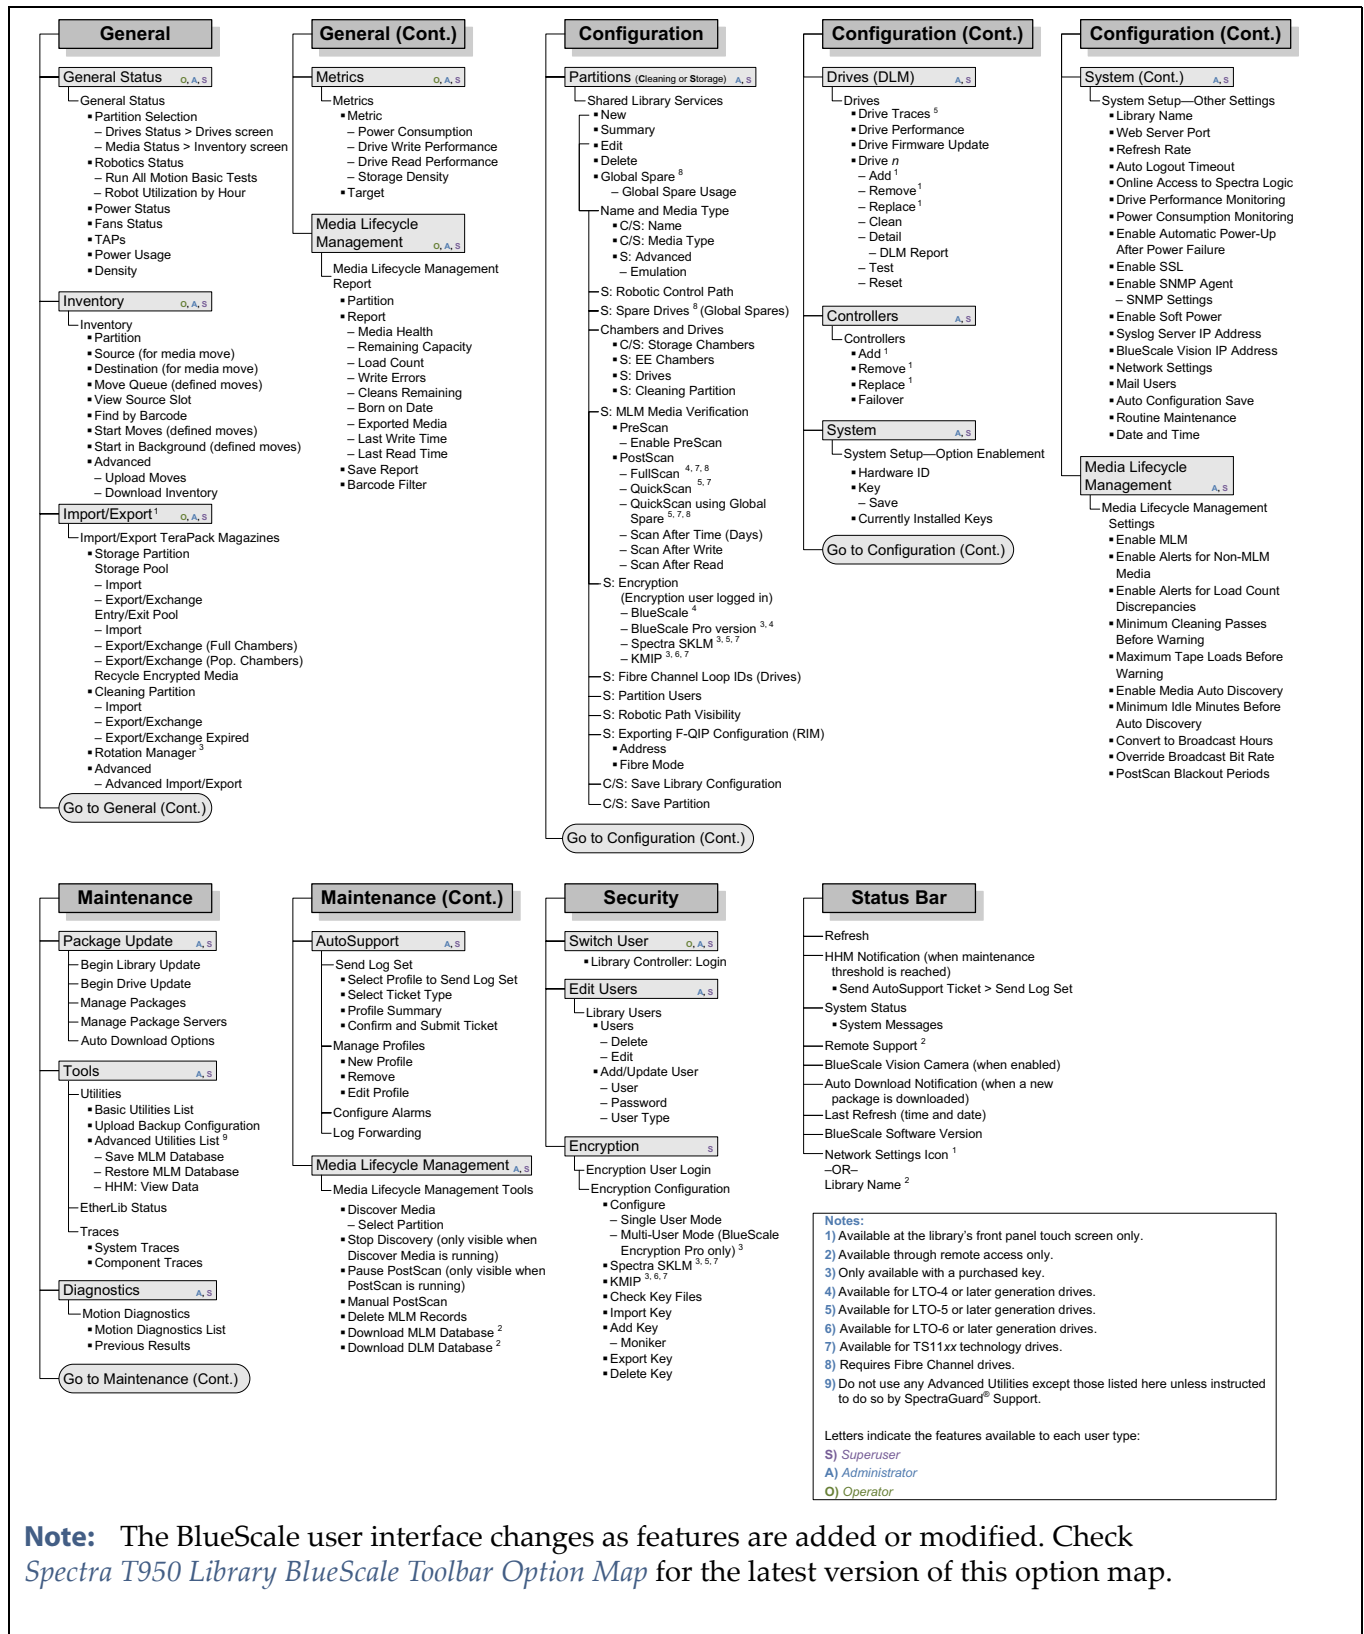 General
General Status O, A, S
General Status
▪ Partition Selection
– Drives Status > Drives screen
– Media Status > Inventory screen
▪ Robotics Status
– Run All Motion Basic Tests
– Robot Utilization by Hour
▪ Power Status
▪ Fans Status
▪ TAPs
▪ Power Usage
▪ Density
Inventory O, A, S
Inventory
▪ Partition
▪ Source (for media move)
▪ Destination (for media move)
▪ Move Queue (defined moves)
▪ View Source Slot
▪ Find by Barcode
▪ Start Moves (defined moves)
▪ Start in Background (defined moves)
▪ Advanced
– Upload Moves
– Download Inventory
Import/Export 1 O, A, S
Import/Export TeraPack Magazines
▪ Storage Partition
Storage Pool
– Import
– Export/Exchange
Entry/Exit Pool
– Import
– Export/Exchange (Full Chambers)
– Export/Exchange (Pop. Chambers)
Recycle Encrypted Media
▪ Cleaning Partition
– Import
– Export/Exchange
– Export/Exchange Expired
▪ Rotation Manager 3
▪ Advanced
– Advanced Import/Export
Go to General (Cont.)
General (Cont.)
Metrics O, A, S
Metrics
▪ Metric
– Power Consumption
– Drive Write Performance
– Drive Read Performance
– Storage Density
▪ Target
Media Lifecycle
Management O, A, S
Media Lifecycle Management
Report
▪ Partition
▪ Report
– Media Health
– Remaining Capacity
– Load Count
– Write Errors
– Cleans Remaining
– Born on Date
– Exported Media
– Last Write Time
– Last Read Time
▪ Save Report
▪ Barcode Filter
Configuration
Partitions (Cleaning or Storage) A, S
Shared Library Services
▪ New
▪ Summary
▪ Edit
▪ Delete
▪ Global Spare 8
– Global Spare Usage
Name and Media Type
▪ C/S: Name
▪ C/S: Media Type
▪ S: Advanced
– Emulation
S: Robotic Control Path
S: Spare Drives 8 (Global Spares)
Chambers and Drives
▪ C/S: Storage Chambers
▪ S: EE Chambers
▪ S: Drives
▪ S: Cleaning Partition
S: MLM Media Verification
▪ PreScan
– Enable PreScan
▪ PostScan
– FullScan 4, 7, 8
– QuickScan 5, 7
– QuickScan using Global
Spare 5, 7, 8
– Scan After Time (Days)
– Scan After Write
– Scan After Read
S: Encryption
(Encryption user logged in)
– BlueScale 4
– BlueScale Pro version 3, 4
– Spectra SKLM 3, 5, 7
– KMIP 3, 6, 7
S: Fibre Channel Loop IDs (Drives)
S: Partition Users
S: Robotic Path Visibility
S: Exporting F-QIP Configuration (RIM)
▪ Address
▪ Fibre Mode
C/S: Save Library Configuration
C/S: Save Partition
Go to Configuration (Cont.)
Configuration (Cont.)
Drives (DLM) A, S
Drives
▪ Drive Traces 5
▪ Drive Performance
▪ Drive Firmware Update
▪ Drive n
– Add 1
– Remove 1
– Replace 1
– Clean
– Detail
– DLM Report
– Test
– Reset
Controllers A, S
Controllers
▪ Add 1
▪ Remove 1
▪ Replace 1
▪ Failover
System A, S
System Setup—Option Enablement
▪ Hardware ID
▪ Key
– Save
▪ Currently Installed Keys
Go to Configuration (Cont.)
Configuration (Cont.)
System (Cont.) A, S
System Setup—Other Settings
▪ Library Name
▪ Web Server Port
▪ Refresh Rate
▪ Auto Logout Timeout
▪ Online Access to Spectra Logic
▪ Drive Performance Monitoring
▪ Power Consumption Monitoring
▪ Enable Automatic Power-Up
After Power Failure
▪ Enable SSL
▪ Enable SNMP Agent
– SNMP Settings
▪ Enable Soft Power
▪ Syslog Server IP Address
▪ BlueScale Vision IP Address
▪ Network Settings
▪ Mail Users
▪ Auto Configuration Save
▪ Routine Maintenance
▪ Date and Time
Media Lifecycle
Management A, S
Media Lifecycle Management
Settings
▪ Enable MLM
▪ Enable Alerts for Non-MLM
Media
▪ Enable Alerts for Load Count
Discrepancies
▪ Minimum Cleaning Passes
Before Warning
▪ Maximum Tape Loads Before
Warning
▪ Enable Media Auto Discovery
▪ Minimum Idle Minutes Before
Auto Discovery
▪ Convert to Broadcast Hours
▪ Override Broadcast Bit Rate
▪ PostScan Blackout Periods
Maintenance
Package Update A, S
Begin Library Update
Begin Drive Update
Manage Packages
Manage Package Servers
Auto Download Options
Tools A, S
Utilities
▪ Basic Utilities List
▪ Upload Backup Configuration
▪ Advanced Utilities List 9
– Save MLM Database
– Restore MLM Database
– HHM: View Data
EtherLib Status
Traces
▪ System Traces
▪ Component Traces
Diagnostics A, S
Motion Diagnostics
▪ Motion Diagnostics List
▪ Previous Results
Go to Maintenance (Cont.)
Maintenance (Cont.)
AutoSupport A, S
Send Log Set
▪ Select Profile to Send Log Set
▪ Select Ticket Type
▪ Profile Summary
▪ Confirm and Submit Ticket
Manage Profiles
▪ New Profile
▪ Remove
▪ Edit Profile
Configure Alarms
Log Forwarding
Media Lifecycle Management A, S
Media Lifecycle Management Tools
▪ Discover Media
– Select Partition
▪ Stop Discovery (only visible when
Discover Media is running)
▪ Pause PostScan (only visible when
PostScan is running)
▪ Manual PostScan
▪ Delete MLM Records
▪ Download MLM Database 2
▪ Download DLM Database 2
Security
Switch User O, A, S
▪ Library Controller: Login
Edit Users A, S
Library Users
▪ Users
– Delete
– Edit
▪ Add/Update User
– User
– Password
– User Type
Encryption S
Encryption User Login
Encryption Configuration
▪ Configure
– Single User Mode
– Multi-User Mode (BlueScale
Encryption Pro only) 3
▪ Spectra SKLM 3, 5, 7
▪ KMIP 3, 6, 7
▪ Check Key Files
▪ Import Key
▪ Add Key
– Moniker
▪ Export Key
▪ Delete Key
Status Bar
Refresh
HHM Notification (when maintenance
threshold is reached)
▪ Send AutoSupport Ticket > Send Log Set
System Status
▪ System Messages
Remote Support 2
BlueScale Vision Camera (when enabled)
Auto Download Notification (when a new
package is downloaded)
Last Refresh (time and date)
BlueScale Software Version
Network Settings Icon 1
–OR–
Library Name 2
Notes:
1) Available at the library's front panel touch screen only.
2) Available through remote access only.
3) Only available with a purchased key.
4) Available for LTO-4 or later generation drives.
5) Available for LTO-5 or later generation drives.
6) Available for LTO-6 or later generation drives.
7) Available for TS11xx technology drives.
8) Requires Fibre Channel drives.
9) Do not use any Advanced Utilities except those listed here unless instructed
to do so by SpectraGuard® Support.
Letters indicate the features available to each user type:
S) Superuser
A) Administrator
O) Operator
Note: The BlueScale user interface changes as features are added or modified. Check
Spectra T950 Library BlueScale Toolbar Option Map for the latest version of this option map.